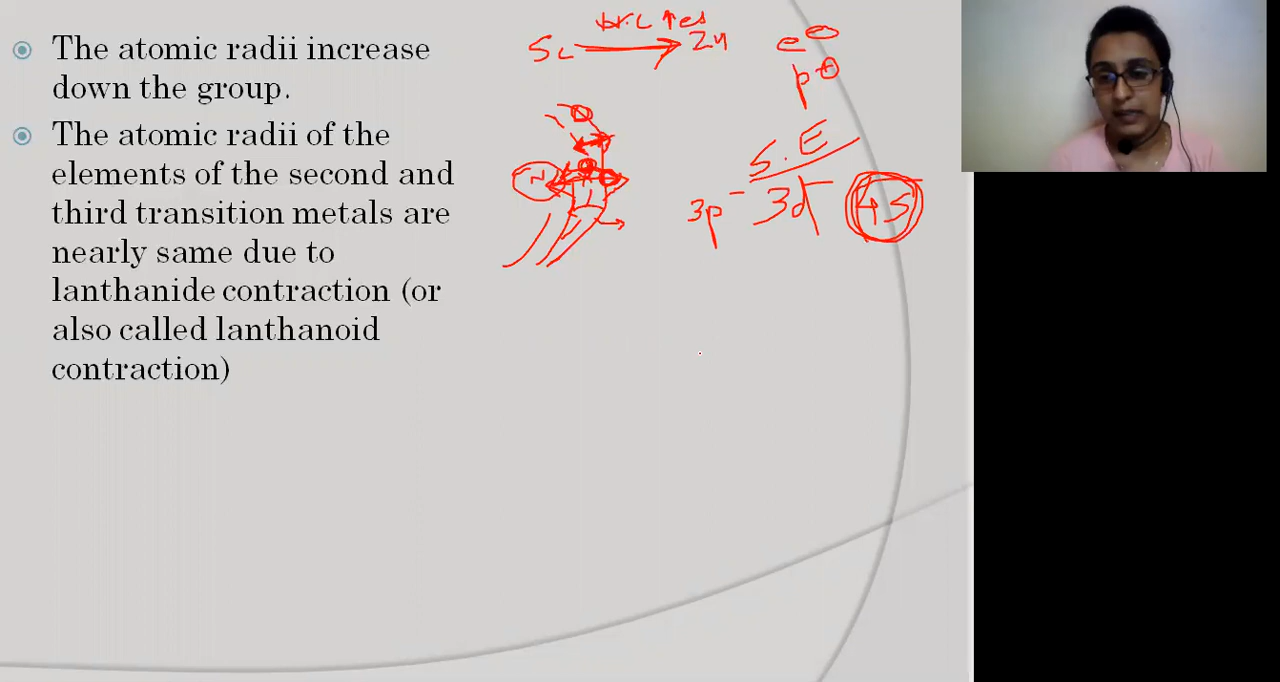 The atomic radii increase
down the group.
The atomic radii of the
elements of the second and
third transition metals are
nearly same due to
lanthanide contraction (or
also called lanthanoid
contraction)
Sc → Zn
e⊖
p⊕
S.E
3p 3d 4s
N